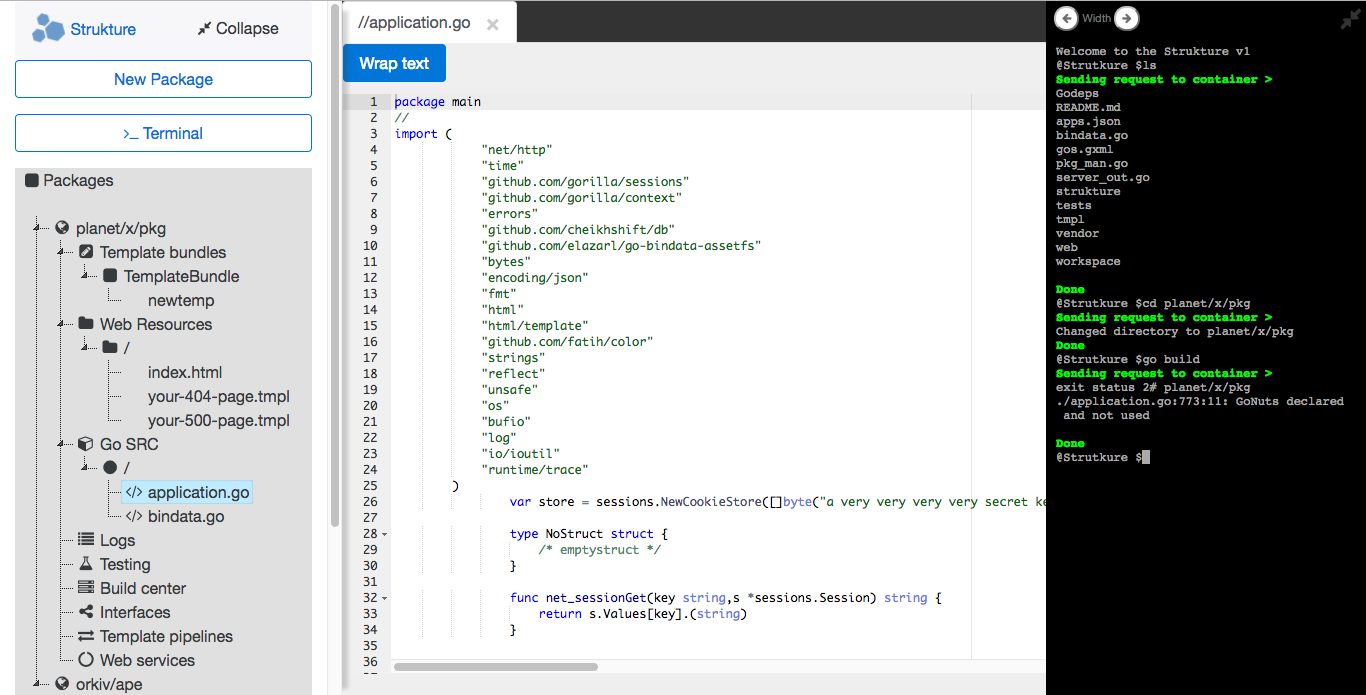 Strukture
Collapse
New Package
>_ Terminal
Packages
planet/x/pkg
Template bundles
TemplateBundle
newtemp
Web Resources
/
index.html
your-404-page.tmpl
your-500-page.tmpl
Go SRC
/
</> application.go
</> bindata.go
Logs
Testing
Build center
Interfaces
Template pipelines
Web services
orkiv/ape
//application.go ×
Wrap text
1 package main
2 //
3 import (
4 "net/http"
5 "time"
6 "github.com/gorilla/sessions"
7 "github.com/gorilla/context"
8 "errors"
9 "github.com/cheikhshift/db"
10 "github.com/elazarl/go-bindata-assetfs"
11 "bytes"
12 "encoding/json"
13 "fmt"
14 "html"
15 "html/template"
16 "github.com/fatih/color"
17 "strings"
18 "reflect"
19 "unsafe"
20 "os"
21 "bufio"
22 "log"
23 "io/ioutil"
24 "runtime/trace"
25 )
26 var store = sessions.NewCookieStore([]byte("a very very very very secret ke
27
28 type NoStruct struct {
29 /* emptystruct */
30 }
31
32 func net_sessionGet(key string,s *sessions.Session) string {
33 return s.Values[key].(string)
34 }
35
36
Width
Welcome to the Strukture v1
@Strutkure $ls
Sending request to container >
Godeps
README.md
apps.json
bindata.go
gos.gxml
pkg_man.go
server_out.go
strukture
tests
tmpl
vendor
web
workspace
Done
@Strutkure $cd planet/x/pkg
Sending request to container >
Changed directory to planet/x/pkg
Done
@Strutkure $go build
Sending request to container >
exit status 2# planet/x/pkg
./application.go:773:11: GoNuts declared
and not used
Done
@Strutkure $